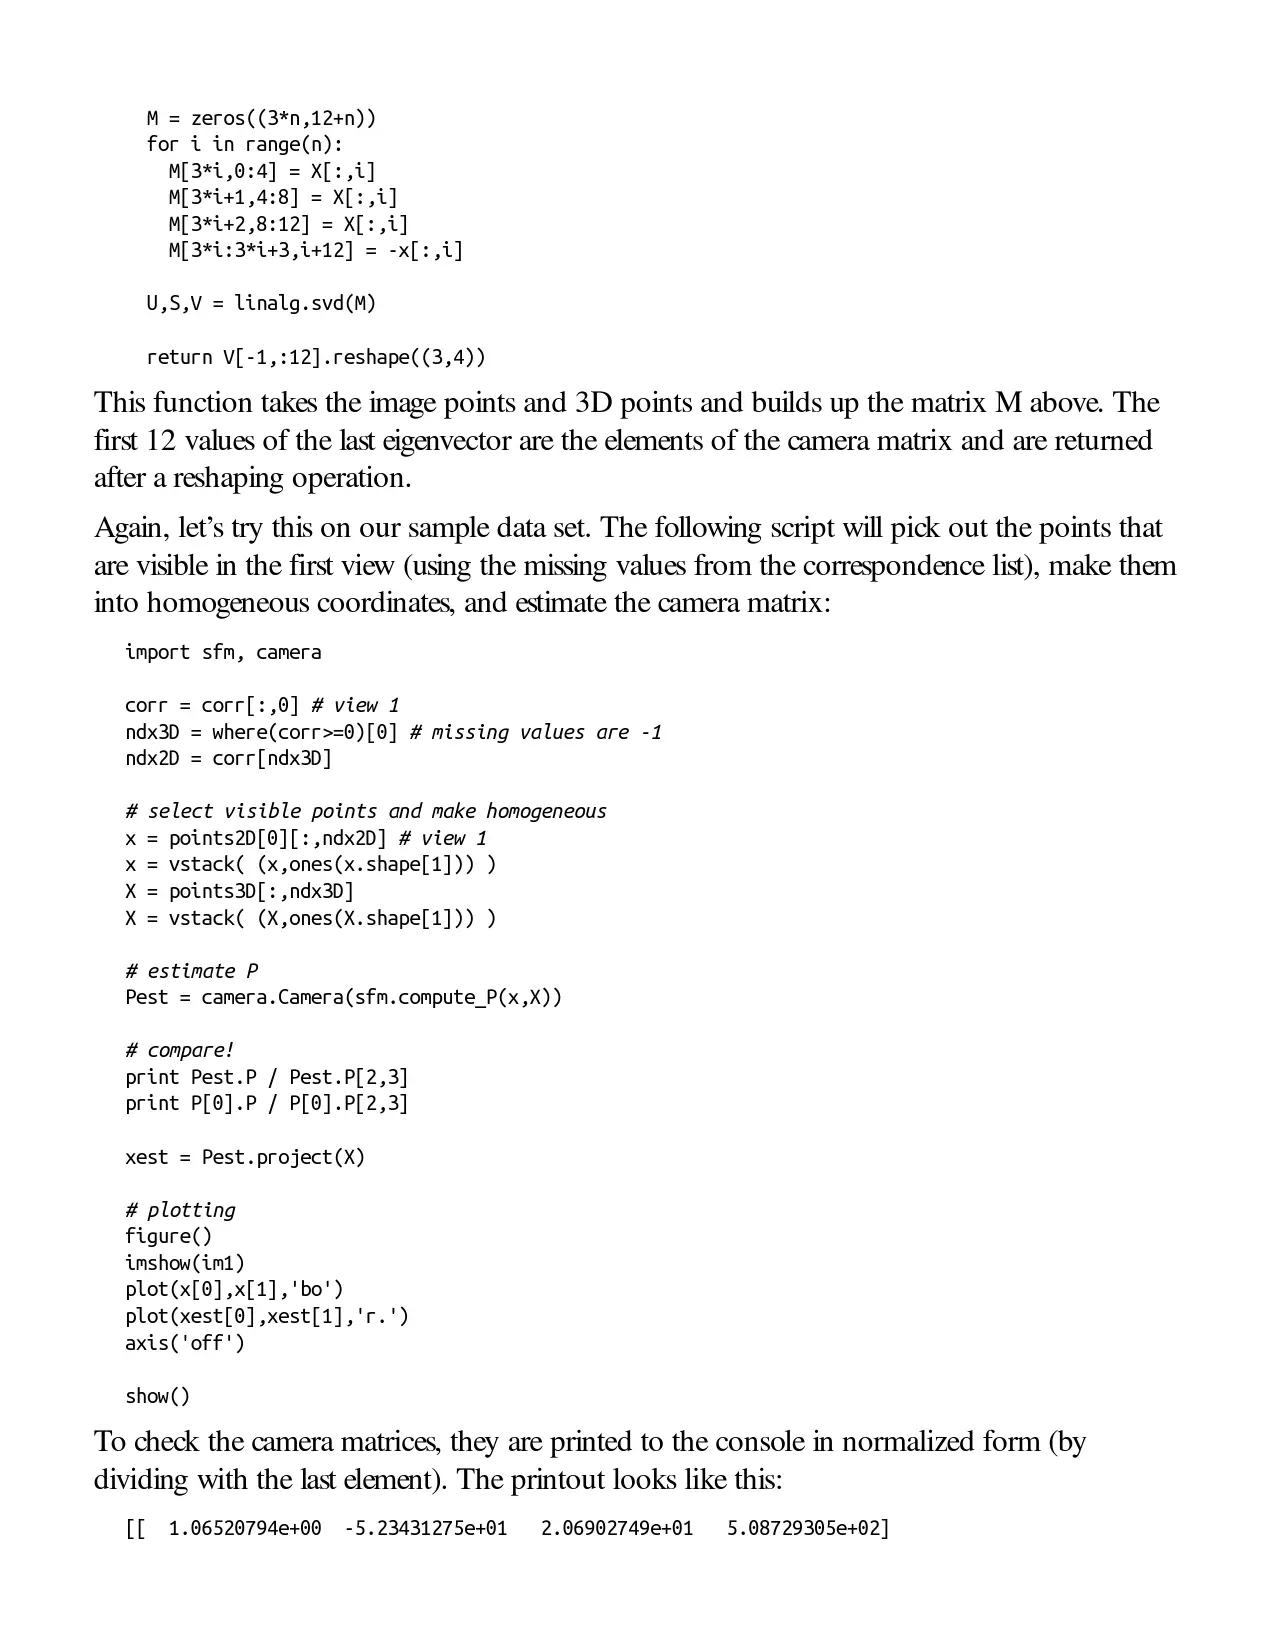 M = zeros((3*n,12+n))
for i in range(n):
  M[3*i,0:4] = X[:,i]
  M[3*i+1,4:8] = X[:,i]
  M[3*i+2,8:12] = X[:,i]
  M[3*i:3*i+3,i+12] = -x[:,i]
U,S,V = linalg.svd(M)
return V[-1,:12].reshape((3,4))
This function takes the image points and 3D points and builds up the matrix M above. The
first 12 values of the last eigenvector are the elements of the camera matrix and are returned
after a reshaping operation.
Again, let’s try this on our sample data set. The following script will pick out the points that
are visible in the first view (using the missing values from the correspondence list), make them
into homogeneous coordinates, and estimate the camera matrix:
import sfm, camera
corr = corr[:,0] # view 1
ndx3D = where(corr>=0)[0] # missing values are -1
ndx2D = corr[ndx3D]
# select visible points and make homogeneous
x = points2D[0][:,ndx2D] # view 1
x = vstack( (x,ones(x.shape[1])) )
X = points3D[:,ndx3D]
X = vstack( (X,ones(X.shape[1])) )
# estimate P
Pest = camera.Camera(sfm.compute_P(x,X))
# compare!
print Pest.P / Pest.P[2,3]
print P[0].P / P[0].P[2,3]
xest = Pest.project(X)
# plotting
figure()
imshow(im1)
plot(x[0],x[1],'bo')
plot(xest[0],xest[1],'r.')
axis('off')
show()
To check the camera matrices, they are printed to the console in normalized form (by
dividing with the last element). The printout looks like this:
[[  1.06520794e+00  -5.23431275e+01   2.06902749e+01   5.08729305e+02]